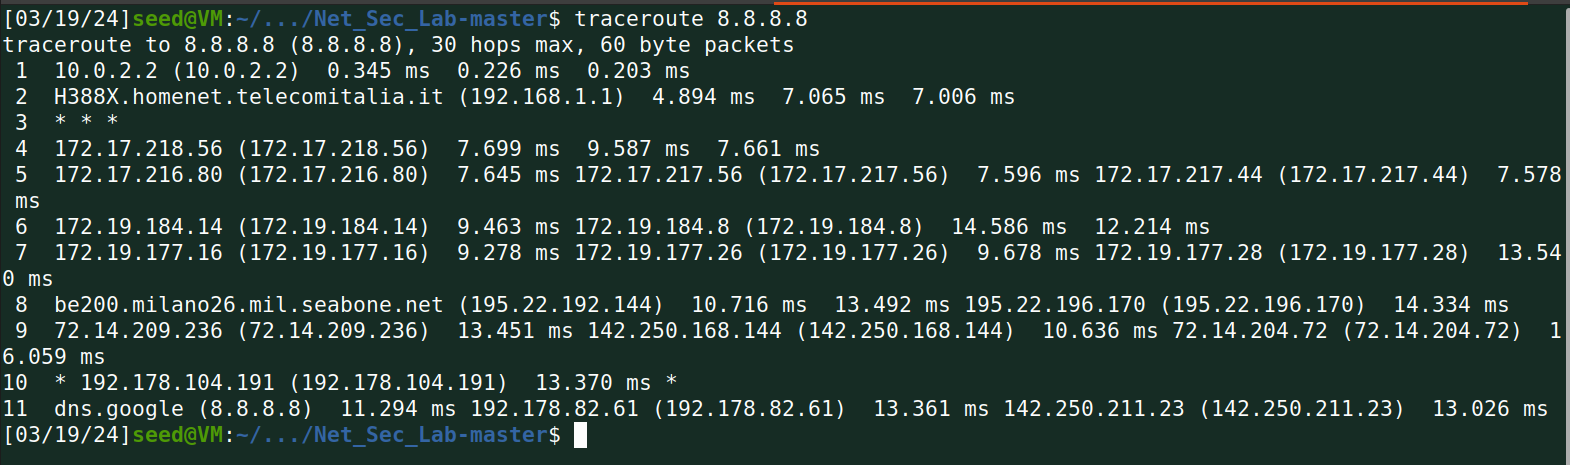 [03/19/24]seed@VM:~/.../Net_Sec_Lab-master$ traceroute 8.8.8.8
traceroute to 8.8.8.8 (8.8.8.8), 30 hops max, 60 byte packets
 1  10.0.2.2 (10.0.2.2)  0.345 ms  0.226 ms  0.203 ms
 2  H388X.homenet.telecomitalia.it (192.168.1.1)  4.894 ms  7.065 ms  7.006 ms
 3  * * *
 4  172.17.218.56 (172.17.218.56)  7.699 ms  9.587 ms  7.661 ms
 5  172.17.216.80 (172.17.216.80)  7.645 ms 172.17.217.56 (172.17.217.56)  7.596 ms 172.17.217.44 (172.17.217.44)  7.578
 ms
 6  172.19.184.14 (172.19.184.14)  9.463 ms 172.19.184.8 (172.19.184.8)  14.586 ms  12.214 ms
 7  172.19.177.16 (172.19.177.16)  9.278 ms 172.19.177.26 (172.19.177.26)  9.678 ms 172.19.177.28 (172.19.177.28)  13.54
0 ms
 8  be200.milano26.mil.seabone.net (195.22.192.144)  10.716 ms  13.492 ms 195.22.196.170 (195.22.196.170)  14.334 ms
 9  72.14.209.236 (72.14.209.236)  13.451 ms 142.250.168.144 (142.250.168.144)  10.636 ms 72.14.204.72 (72.14.204.72)  1
6.059 ms
10  * 192.178.104.191 (192.178.104.191)  13.370 ms *
11  dns.google (8.8.8.8)  11.294 ms 192.178.82.61 (192.178.82.61)  13.361 ms 142.250.211.23 (142.250.211.23)  13.026 ms
[03/19/24]seed@VM:~/.../Net_Sec_Lab-master$